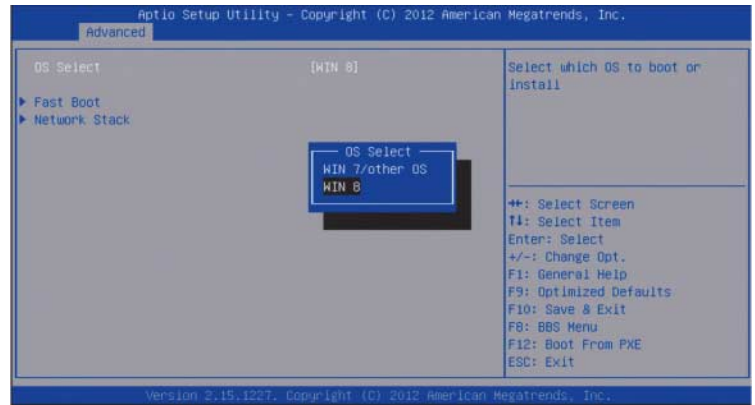 Aptio Setup Utility - Copyright (C) 2012 American Megatrends, Inc.
Advanced
OS Select [WIN 8]
Fast Boot
Network Stack
OS Select
WIN 7/other OS
WIN 8
Select which OS to boot or
install
++: Select Screen
↑↓: Select Item
Enter: Select
+/-: Change Opt.
F1: General Help
F9: Optimized Defaults
F10: Save & Exit
F8: BBS Menu
F12: Boot From PXE
ESC: Exit
Version 2.15.1227. Copyright (C) 2012 American Megatrends, Inc.